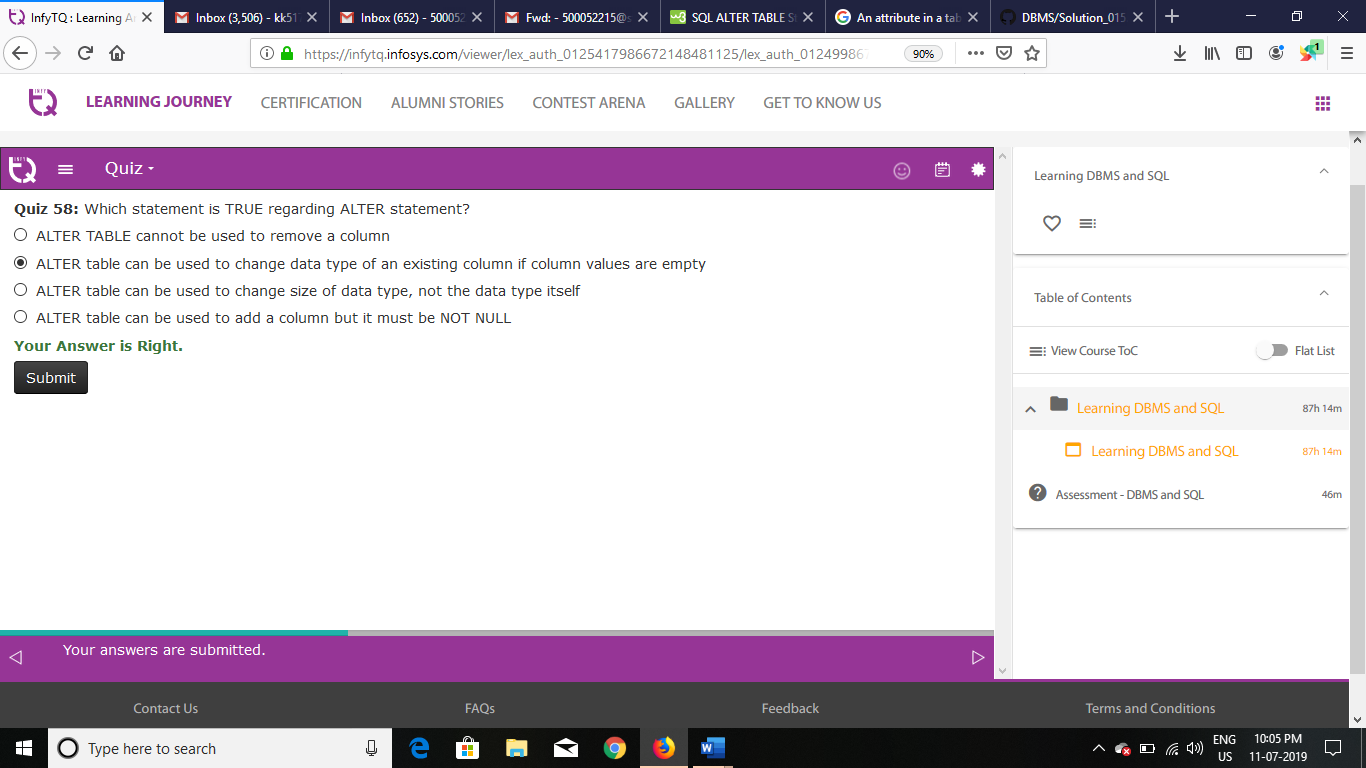 InfyTQ : Learning A
Inbox (3,506) - kk517
Inbox (652) - 500052
Fwd: - 500052215@s
SQL ALTER TABLE S
An attribute in a tab
DBMS/Solution_015
https://infytq.infosys.com/viewer/lex_auth_0125417986672148481125/lex_auth_01249986
90%
1
INFY
LEARNING JOURNEY
CERTIFICATION
ALUMNI STORIES
CONTEST ARENA
GALLERY
GET TO KNOW US
Quiz
Quiz 58: Which statement is TRUE regarding ALTER statement?
ALTER TABLE cannot be used to remove a column
ALTER table can be used to change data type of an existing column if column values are empty
ALTER table can be used to change size of data type, not the data type itself
ALTER table can be used to add a column but it must be NOT NULL
Your Answer is Right.
Submit
Your answers are submitted.
Learning DBMS and SQL
Table of Contents
View Course ToC
Flat List
Learning DBMS and SQL
87h 14m
Learning DBMS and SQL
87h 14m
Assessment - DBMS and SQL
46m
Contact Us
FAQs
Feedback
Terms and Conditions
Type here to search
ENG
US
10:05 PM
11-07-2019